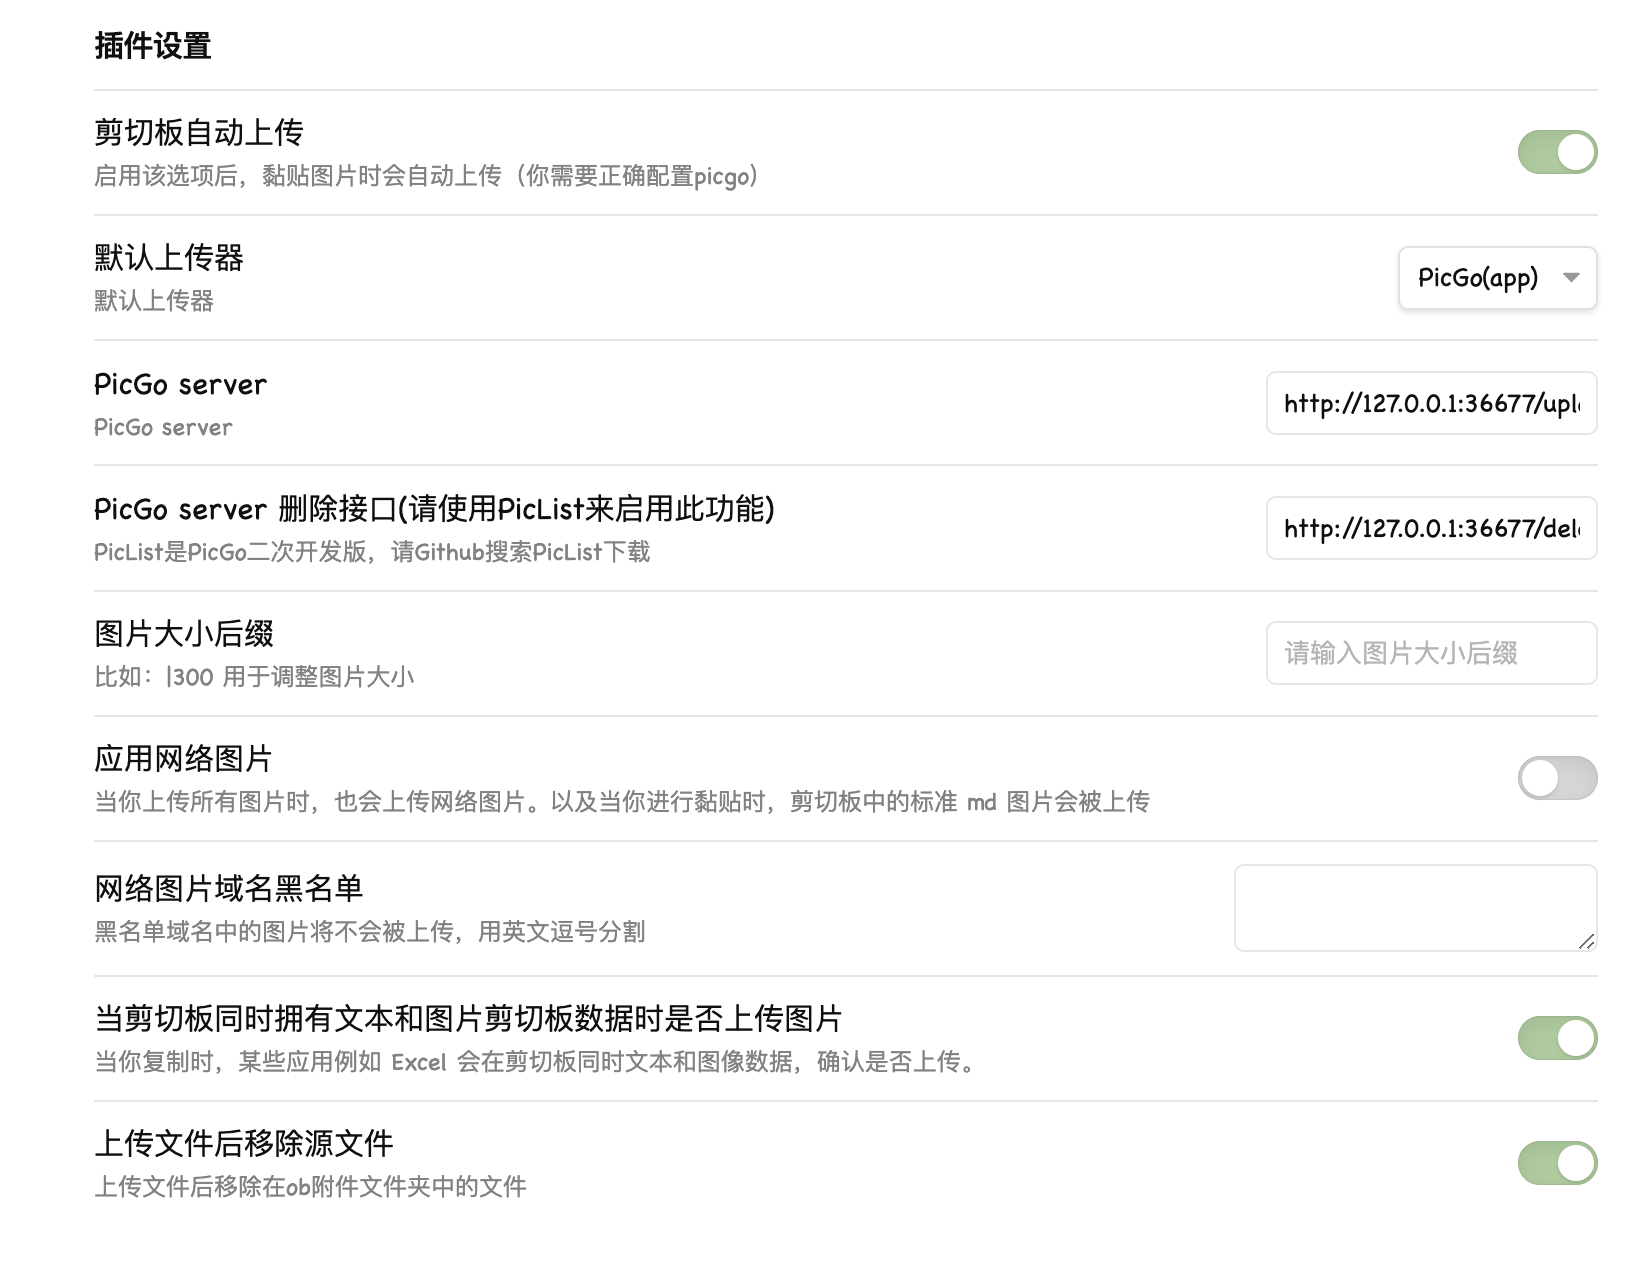 插件设置
剪切板自动上传
启用该选项后，黏贴图片时会自动上传（你需要正确配置picgo）
默认上传器
默认上传器
PicGo(app)
PicGo server
PicGo server
http://127.0.0.1:36677/upl
PicGo server 删除接口(请使用PicList来启用此功能)
PicList是PicGo二次开发版，请Github搜索PicList下载
http://127.0.0.1:36677/del
图片大小后缀
比如：|300 用于调整图片大小
请输入图片大小后缀
应用网络图片
当你上传所有图片时，也会上传网络图片。以及当你进行黏贴时，剪切板中的标准 md 图片会被上传
网络图片域名黑名单
黑名单域名中的图片将不会被上传，用英文逗号分割
当剪切板同时拥有文本和图片剪切板数据时是否上传图片
当你复制时，某些应用例如 Excel 会在剪切板同时文本和图像数据，确认是否上传。
上传文件后移除源文件
上传文件后移除在ob附件文件夹中的文件